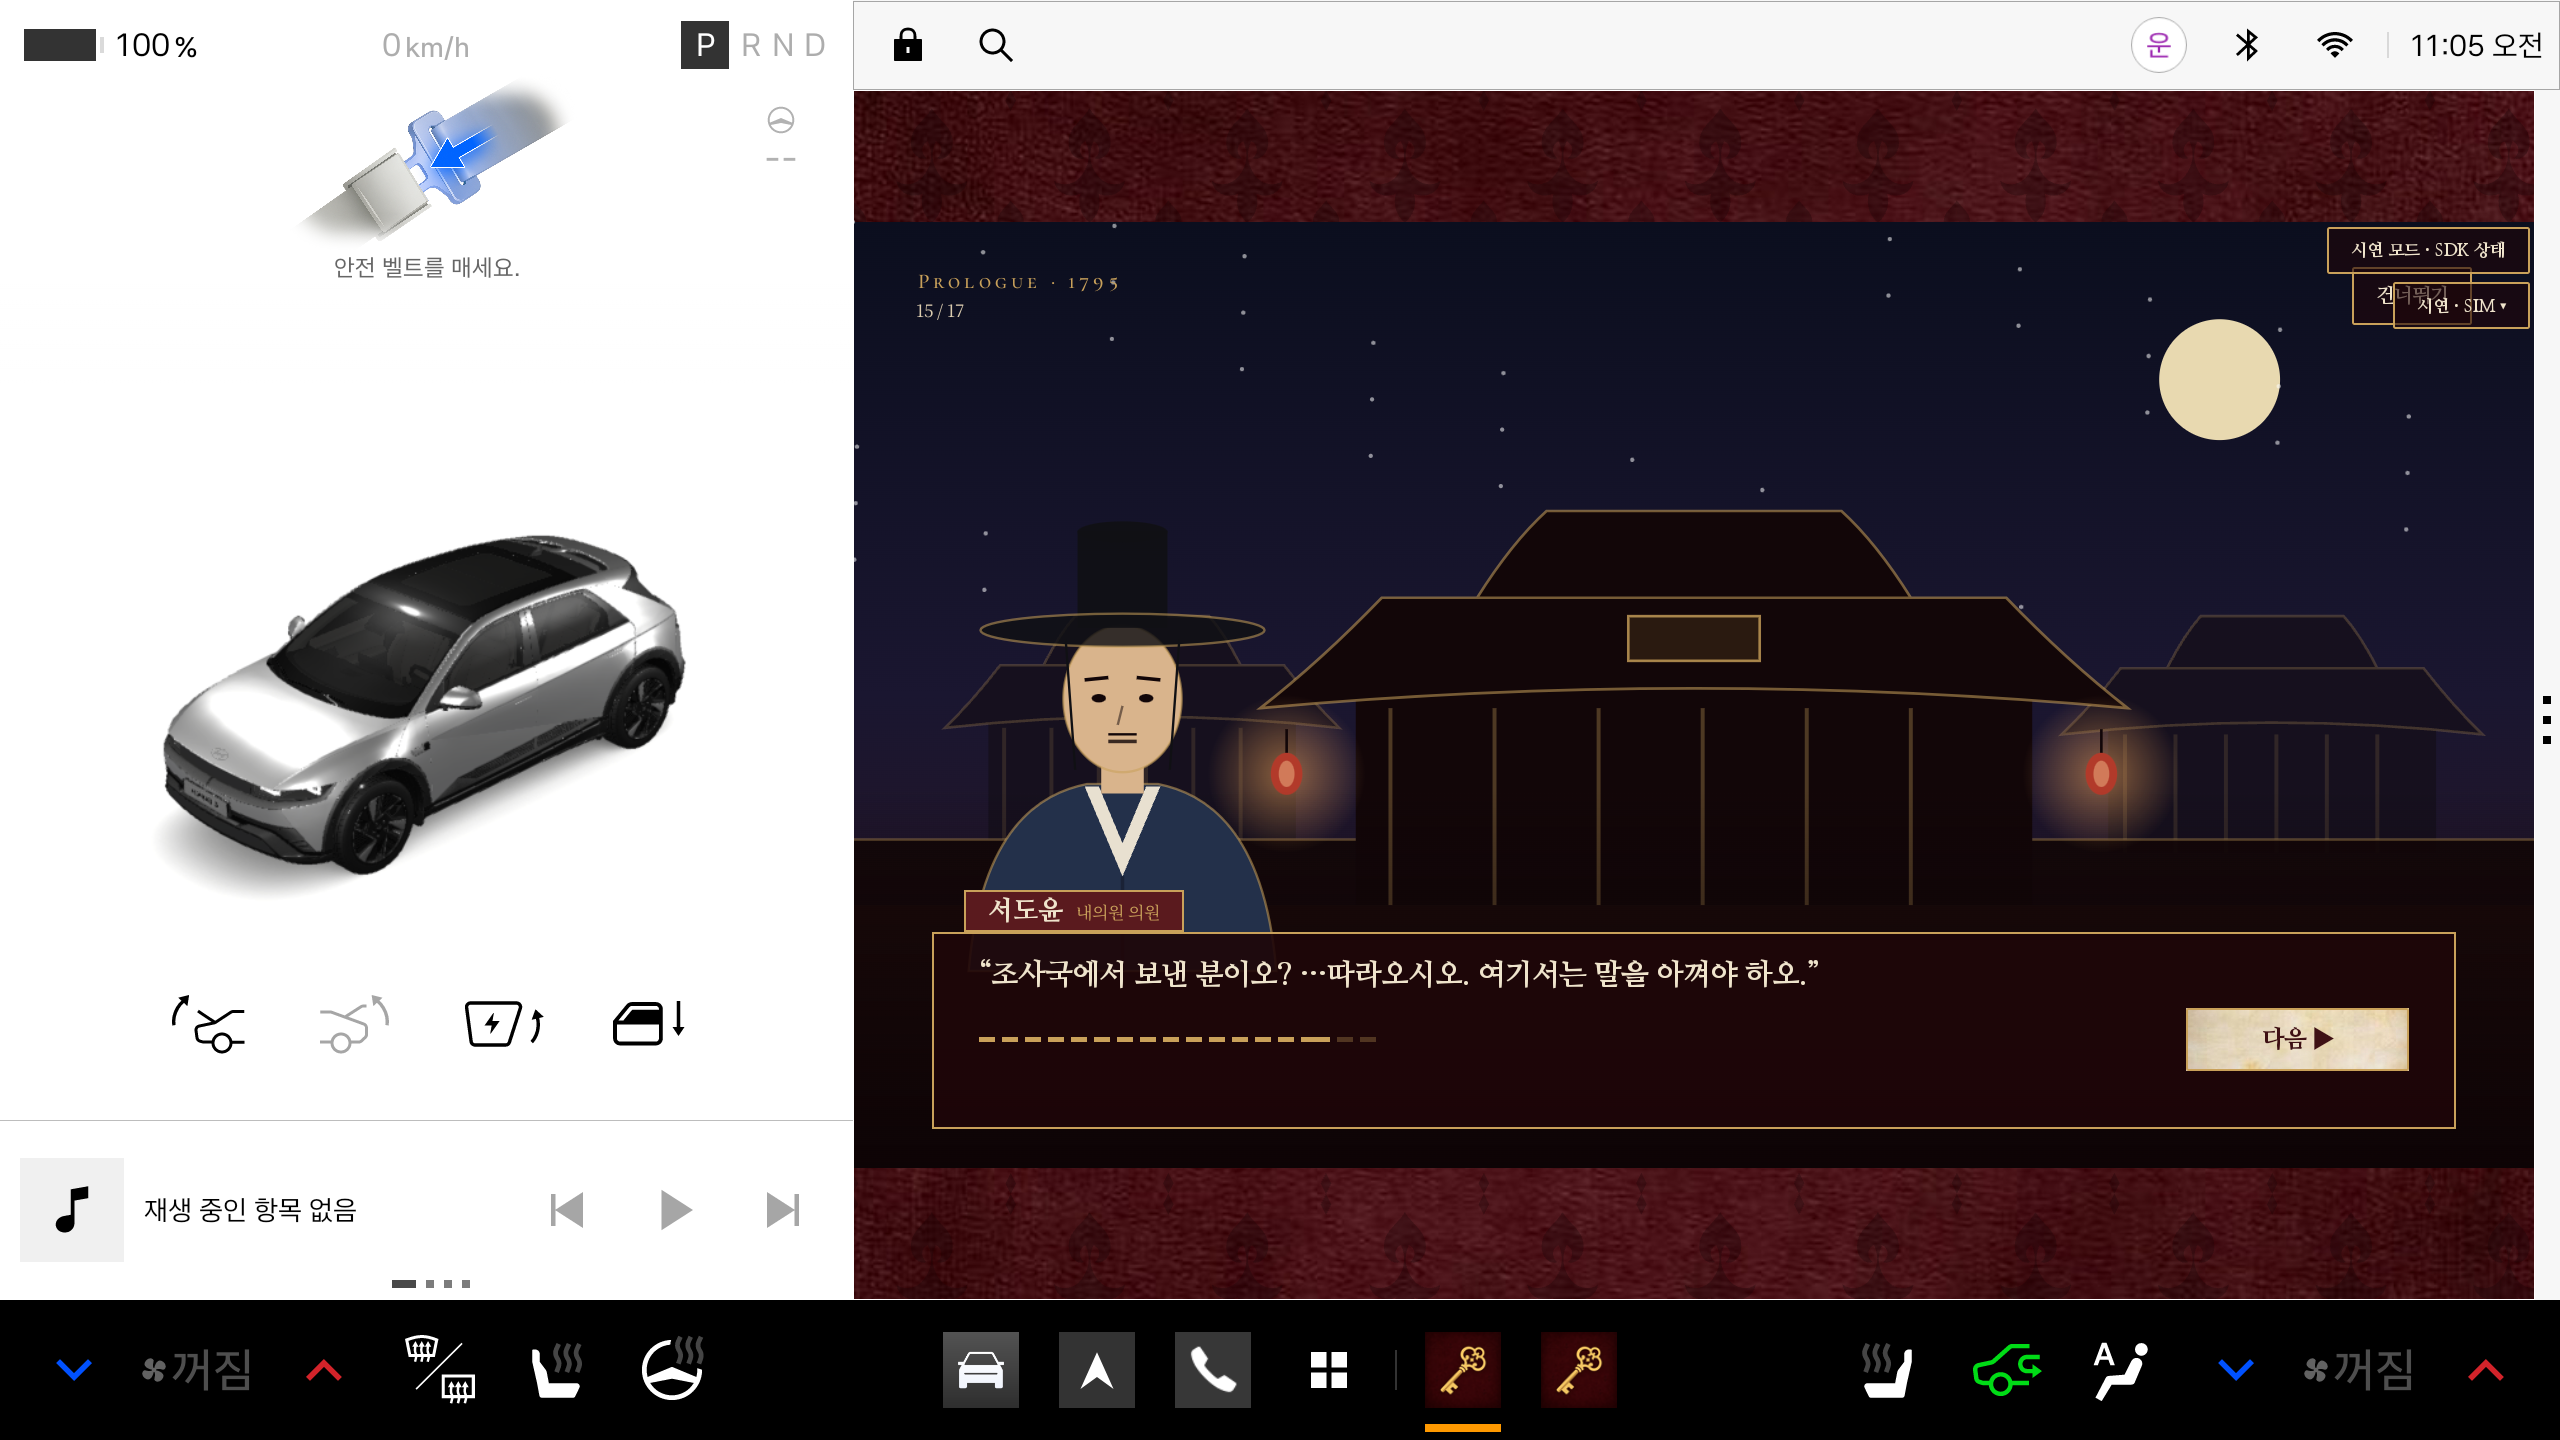 100%
0 km/h
P R N D
안전 벨트를 매세요.
재생 중인 항목 없음
운
11:05 오전
PROLOGUE · 1795
15 / 17
시연 모드 · SDK 상태
건너뛰기
시연 · SIM ▾
서도윤 내의원 의원
“조사국에서 보낸 분이오? …따라오시오. 여기서는 말을 아껴야 하오.”
다음 ▶
꺼짐
A
꺼짐